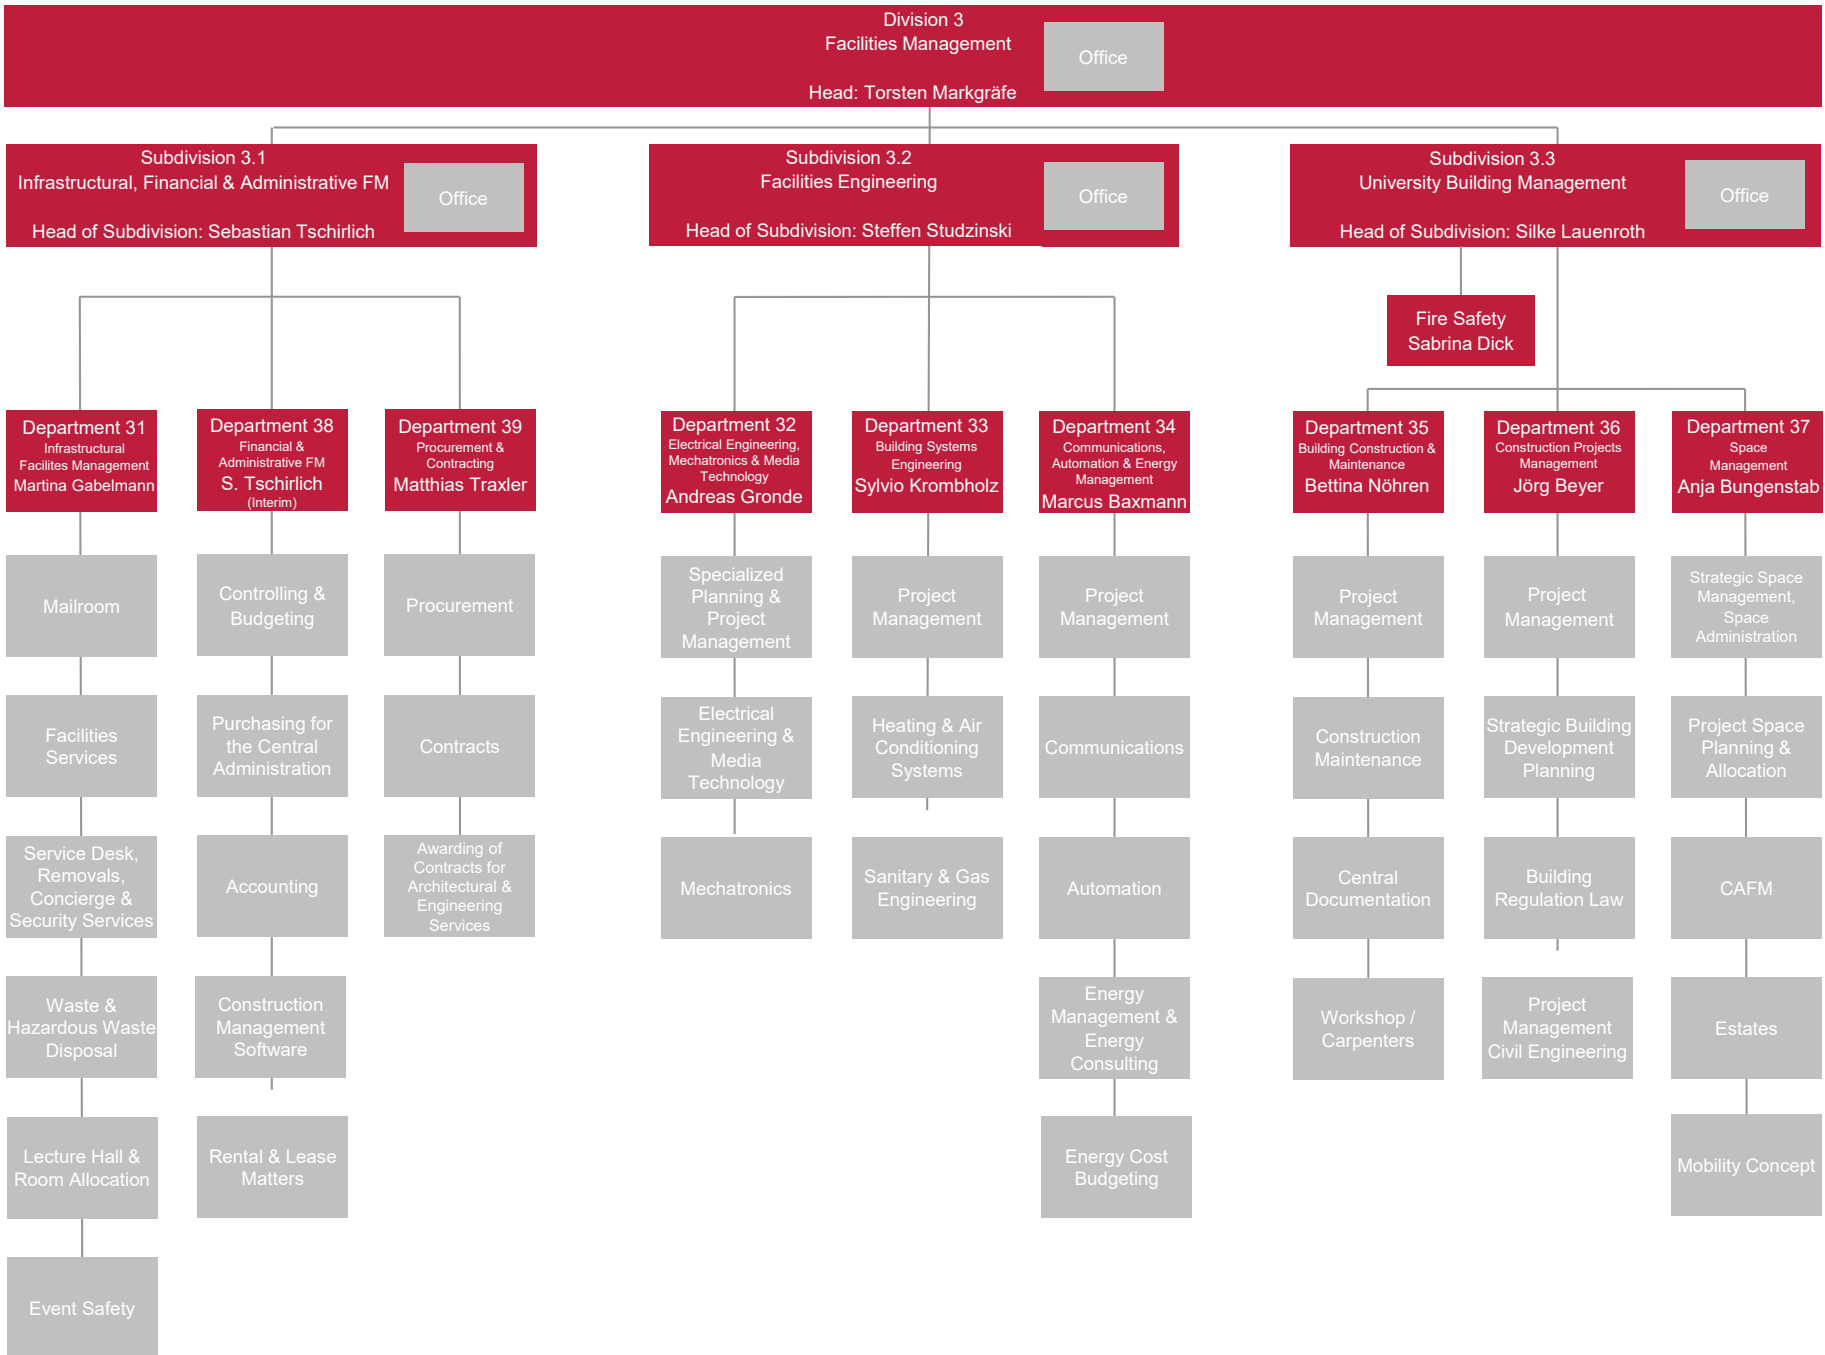 Division 3
Facilities Management
Head: Torsten Markgräfe
Office
Subdivision 3.1
Infrastructural, Financial & Administrative FM
Head of Subdivision: Sebastian Tschirlich
Office
Subdivision 3.2
Facilities Engineering
Head of Subdivision: Steffen Studzinski
Office
Subdivision 3.3
University Building Management
Head of Subdivision: Silke Lauenroth
Office
Fire Safety
Sabrina Dick
Department 31
Infrastructural
Facilites Management
Martina Gabelmann
Mailroom
Facilities
Services
Service Desk,
Removals,
Concierge &
Security Services
Waste &
Hazardous Waste
Disposal
Lecture Hall &
Room Allocation
Event Safety
Department 38
Financial &
Administrative FM
S. Tschirlich
(Interim)
Controlling &
Budgeting
Purchasing for
the Central
Administration
Accounting
Construction
Management
Software
Rental & Lease
Matters
Department 39
Procurement &
Contracting
Matthias Traxler
Procurement
Contracts
Awarding of
Contracts for
Architectural &
Engineering
Services
Department 32
Electrical Engineering,
Mechatronics & Media
Technology
Andreas Gronde
Specialized
Planning &
Project
Management
Electrical
Engineering &
Media
Technology
Mechatronics
Department 33
Building Systems
Engineering
Sylvio Krombholz
Project
Management
Heating & Air
Conditioning
Systems
Sanitary & Gas
Engineering
Department 34
Communications,
Automation & Energy
Management
Marcus Baxmann
Project
Management
Communications
Automation
Energy
Management &
Energy
Consulting
Energy Cost
Budgeting
Department 35
Building Construction &
Maintenance
Bettina Nöhren
Project
Management
Construction
Maintenance
Central
Documentation
Workshop /
Carpenters
Department 36
Construction Projects
Management
Jörg Beyer
Project
Management
Strategic Building
Development
Planning
Building
Regulation Law
Project
Management
Civil Engineering
Department 37
Space
Management
Anja Bungenstab
Strategic Space
Management,
Space
Administration
Project Space
Planning &
Allocation
CAFM
Estates
Mobility Concept